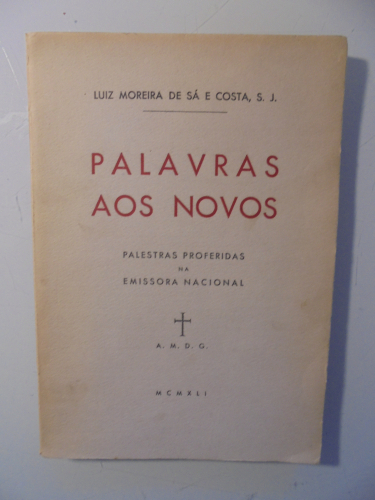 LUIZ MOREIRA DE SÁ E COSTA, S. J.
PALAVRAS
AOS NOVOS
PALESTRAS PROFERIDAS
NA
EMISSORA NACIONAL
A. M. D. G.
MCMXLI